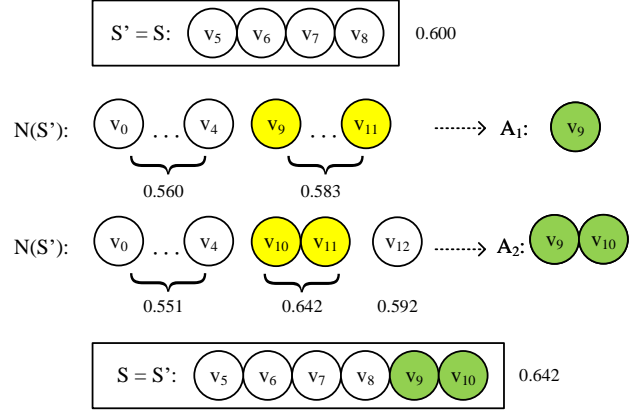 S’ = S: v5 v6 v7 v8 0.600
N(S’): v0 ... v4 v9 ... v11 A1: v9
0.560 0.583
N(S’): v0 ... v4 v10 v11 v12 A2: v9 v10
0.551 0.642 0.592
S = S’: v5 v6 v7 v8 v9 v10 0.642